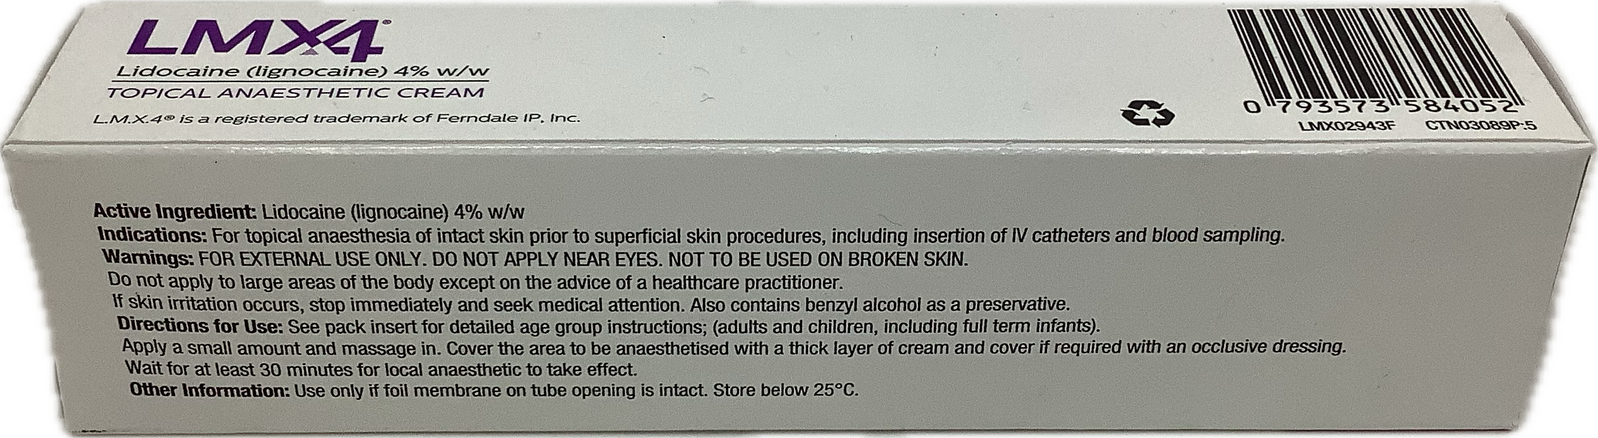 LMX4®
Lidocaine (lignocaine) 4% w/w
TOPICAL ANAESTHETIC CREAM
L.M.X.4® is a registered trademark of Ferndale IP, Inc.
0 793573 584052
LMX02943F CTN03089P:5
Active Ingredient: Lidocaine (lignocaine) 4% w/w
Indications: For topical anaesthesia of intact skin prior to superficial skin procedures, including insertion of IV catheters and blood sampling.
Warnings: FOR EXTERNAL USE ONLY. DO NOT APPLY NEAR EYES. NOT TO BE USED ON BROKEN SKIN.
Do not apply to large areas of the body except on the advice of a healthcare practitioner.
If skin irritation occurs, stop immediately and seek medical attention. Also contains benzyl alcohol as a preservative.
Directions for Use: See pack insert for detailed age group instructions; (adults and children, including full term infants).
Apply a small amount and massage in. Cover the area to be anaesthetised with a thick layer of cream and cover if required with an occlusive dressing.
Wait for at least 30 minutes for local anaesthetic to take effect.
Other Information: Use only if foil membrane on tube opening is intact. Store below 25°C.